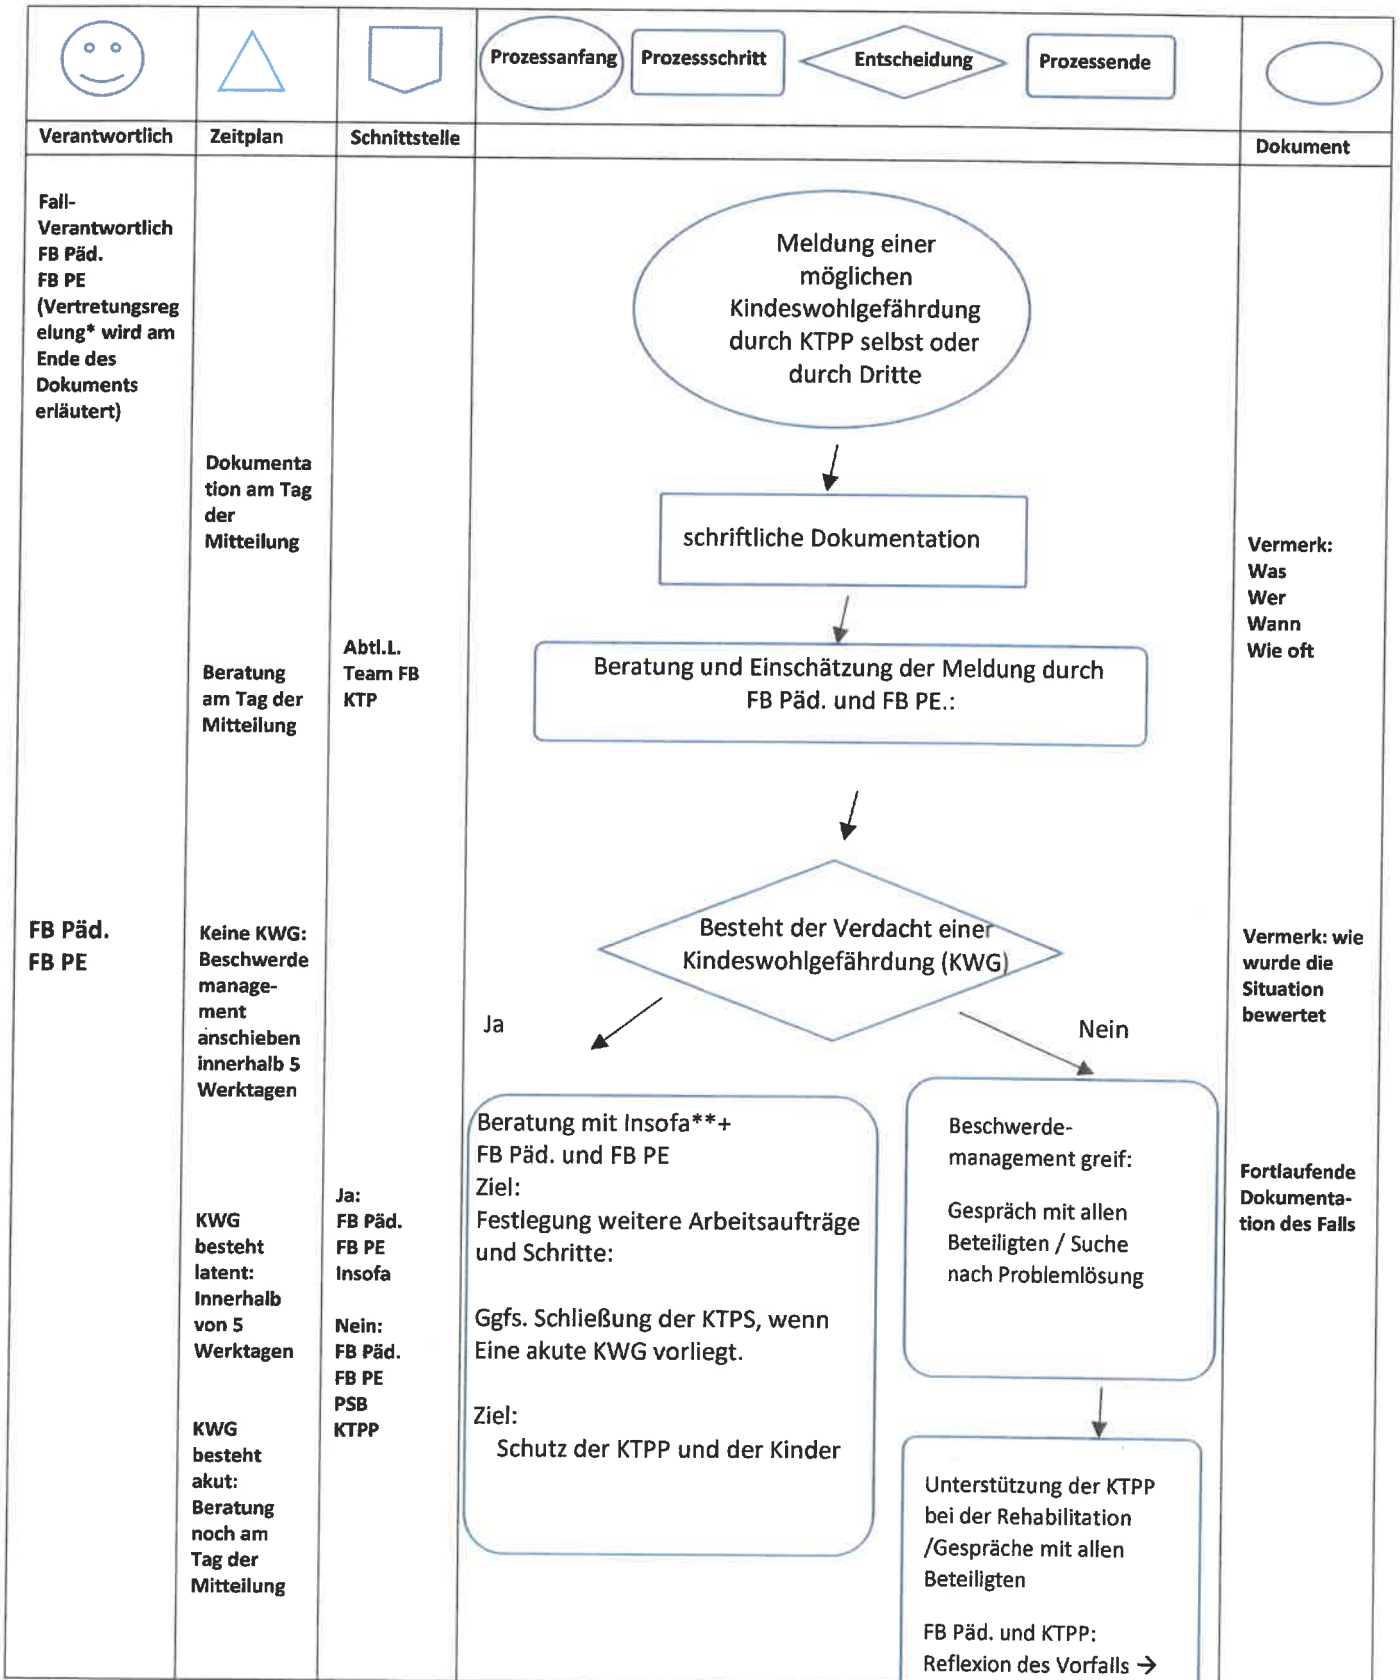 Prozessanfang
Prozessschritt
Entscheidung
Prozessende
Verantwortlich
Zeitplan
Schnittstelle
Dokument
Fall-
Verantwortlich
FB Päd.
FB PE
(Vertretungsreg
elung* wird am
Ende des
Dokuments
erläutert)
Meldung einer
möglichen
Kindeswohlgefährdung
durch KTPP selbst oder
durch Dritte
Dokumenta
tion am Tag
der
Mitteilung
schriftliche Dokumentation
Vermerk:
Was
Wer
Wann
Wie oft
Beratung
am Tag der
Mitteilung
Abtl.L.
Team FB
KTP
Beratung und Einschätzung der Meldung durch
FB Päd. und FB PE.:
FB Päd.
FB PE
Keine KWG:
Beschwerde
manage-
ment
anschieben
innerhalb 5
Werktagen
Besteht der Verdacht einer
Kindeswohlgefährdung (KWG)
Vermerk: wie
wurde die
Situation
bewertet
Ja
Nein
KWG
besteht
latent:
Innerhalb
von 5
Werktagen
KWG
besteht
akut:
Beratung
noch am
Tag der
Mitteilung
Ja:
FB Päd.
FB PE
Insofa
Nein:
FB Päd.
FB PE
PSB
KTPP
Beratung mit Insofa**+
FB Päd. und FB PE
Ziel:
Festlegung weitere Arbeitsaufträge
und Schritte:
Ggfs. Schließung der KTPS, wenn
Eine akute KWG vorliegt.
Ziel:
Schutz der KTPP und der Kinder
Beschwerde-
management greif:
Gespräch mit allen
Beteiligten / Suche
nach Problemlösung
Fortlaufende
Dokumenta-
tion des Falls
Unterstützung der KTPP
bei der Rehabilitation
/Gespräche mit allen
Beteiligten
FB Päd. und KTPP:
Reflexion des Vorfalls →